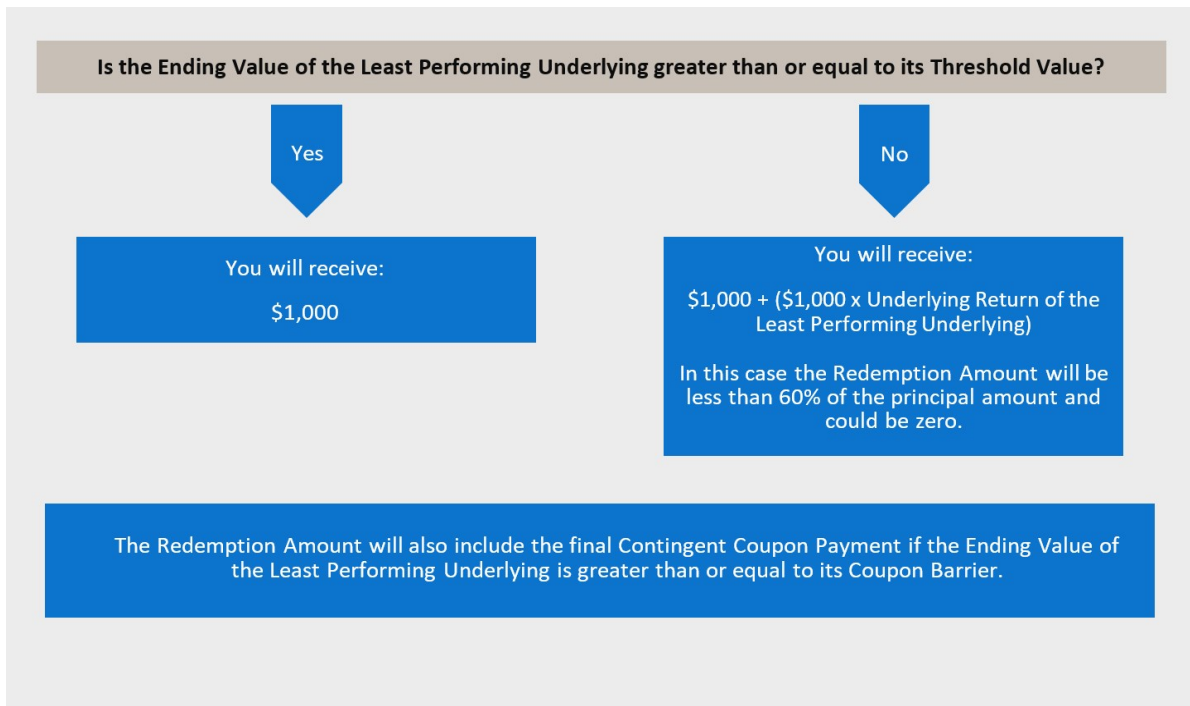 Is the Ending Value of the Least Performing Underlying greater than or equal to its Threshold Value?
Yes
No
You will receive:
$1,000
You will receive:
$1,000 + ($1,000 x Underlying Return of the
Least Performing Underlying)
In this case the Redemption Amount will be
less than 60% of the principal amount and
could be zero.
The Redemption Amount will also include the final Contingent Coupon Payment if the Ending Value of
the Least Performing Underlying is greater than or equal to its Coupon Barrier.